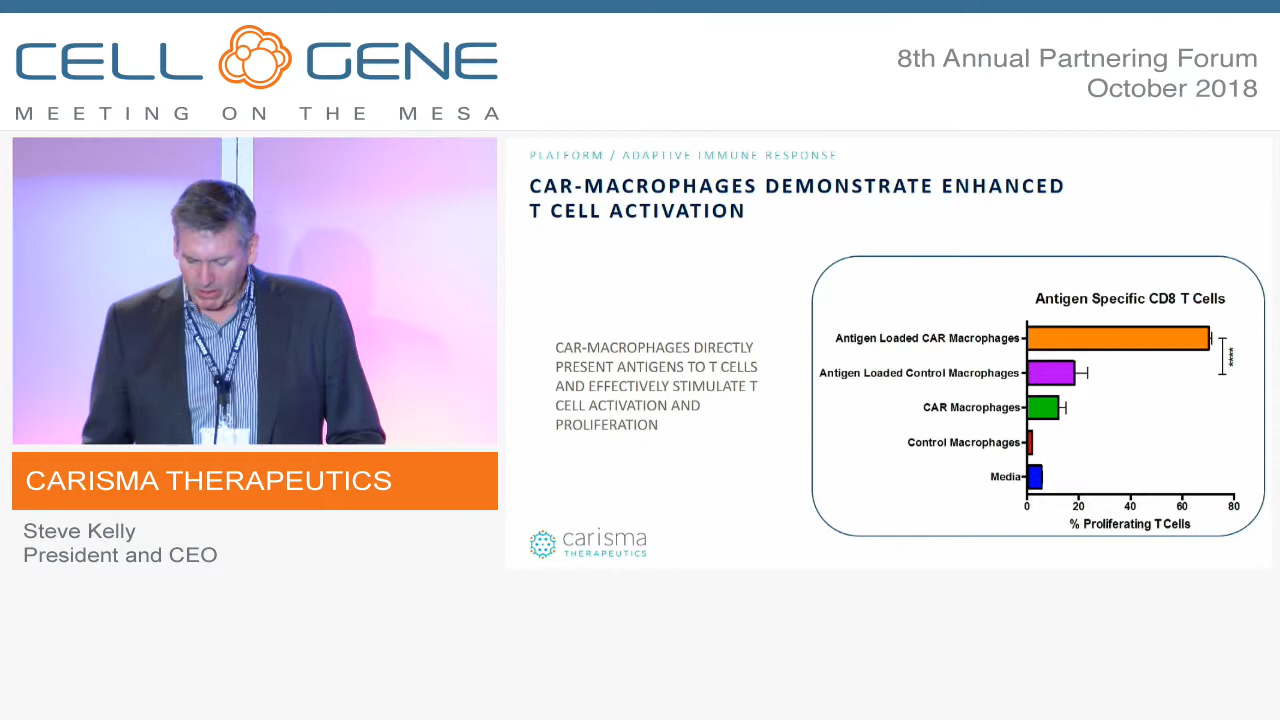 CELL GENE
MEETING ON THE MESA
8th Annual Partnering Forum
October 2018
PLATFORM / ADAPTIVE IMMUNE RESPONSE
CAR-MACROPHAGES DEMONSTRATE ENHANCED
T CELL ACTIVATION
CAR-MACROPHAGES DIRECTLY
PRESENT ANTIGENS TO T CELLS
AND EFFECTIVELY STIMULATE T
CELL ACTIVATION AND
PROLIFERATION
Antigen Specific CD8 T Cells
Antigen Loaded CAR Macrophages
****
Antigen Loaded Control Macrophages
CAR Macrophages
Control Macrophages
Media
0 20 40 60 80
% Proliferating T Cells
carisma
THERAPEUTICS
CARISMA THERAPEUTICS
Steve Kelly
President and CEO